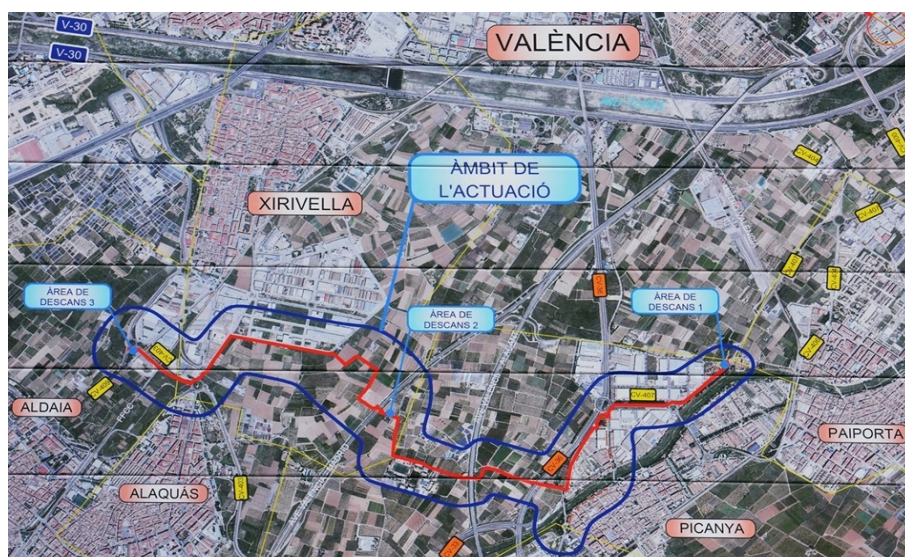 V-30
V-30
VALÈNCIA
ÀMBIT DE
L'ACTUACIÓ
XIRIVELLA
ÀREA DE
DESCANS 3
ÀREA DE
DESCANS 2
ÀREA DE
DESCANS 1
CV-407
ALDAIA
ALAQUÀS
PICANYA
PAIPORTA